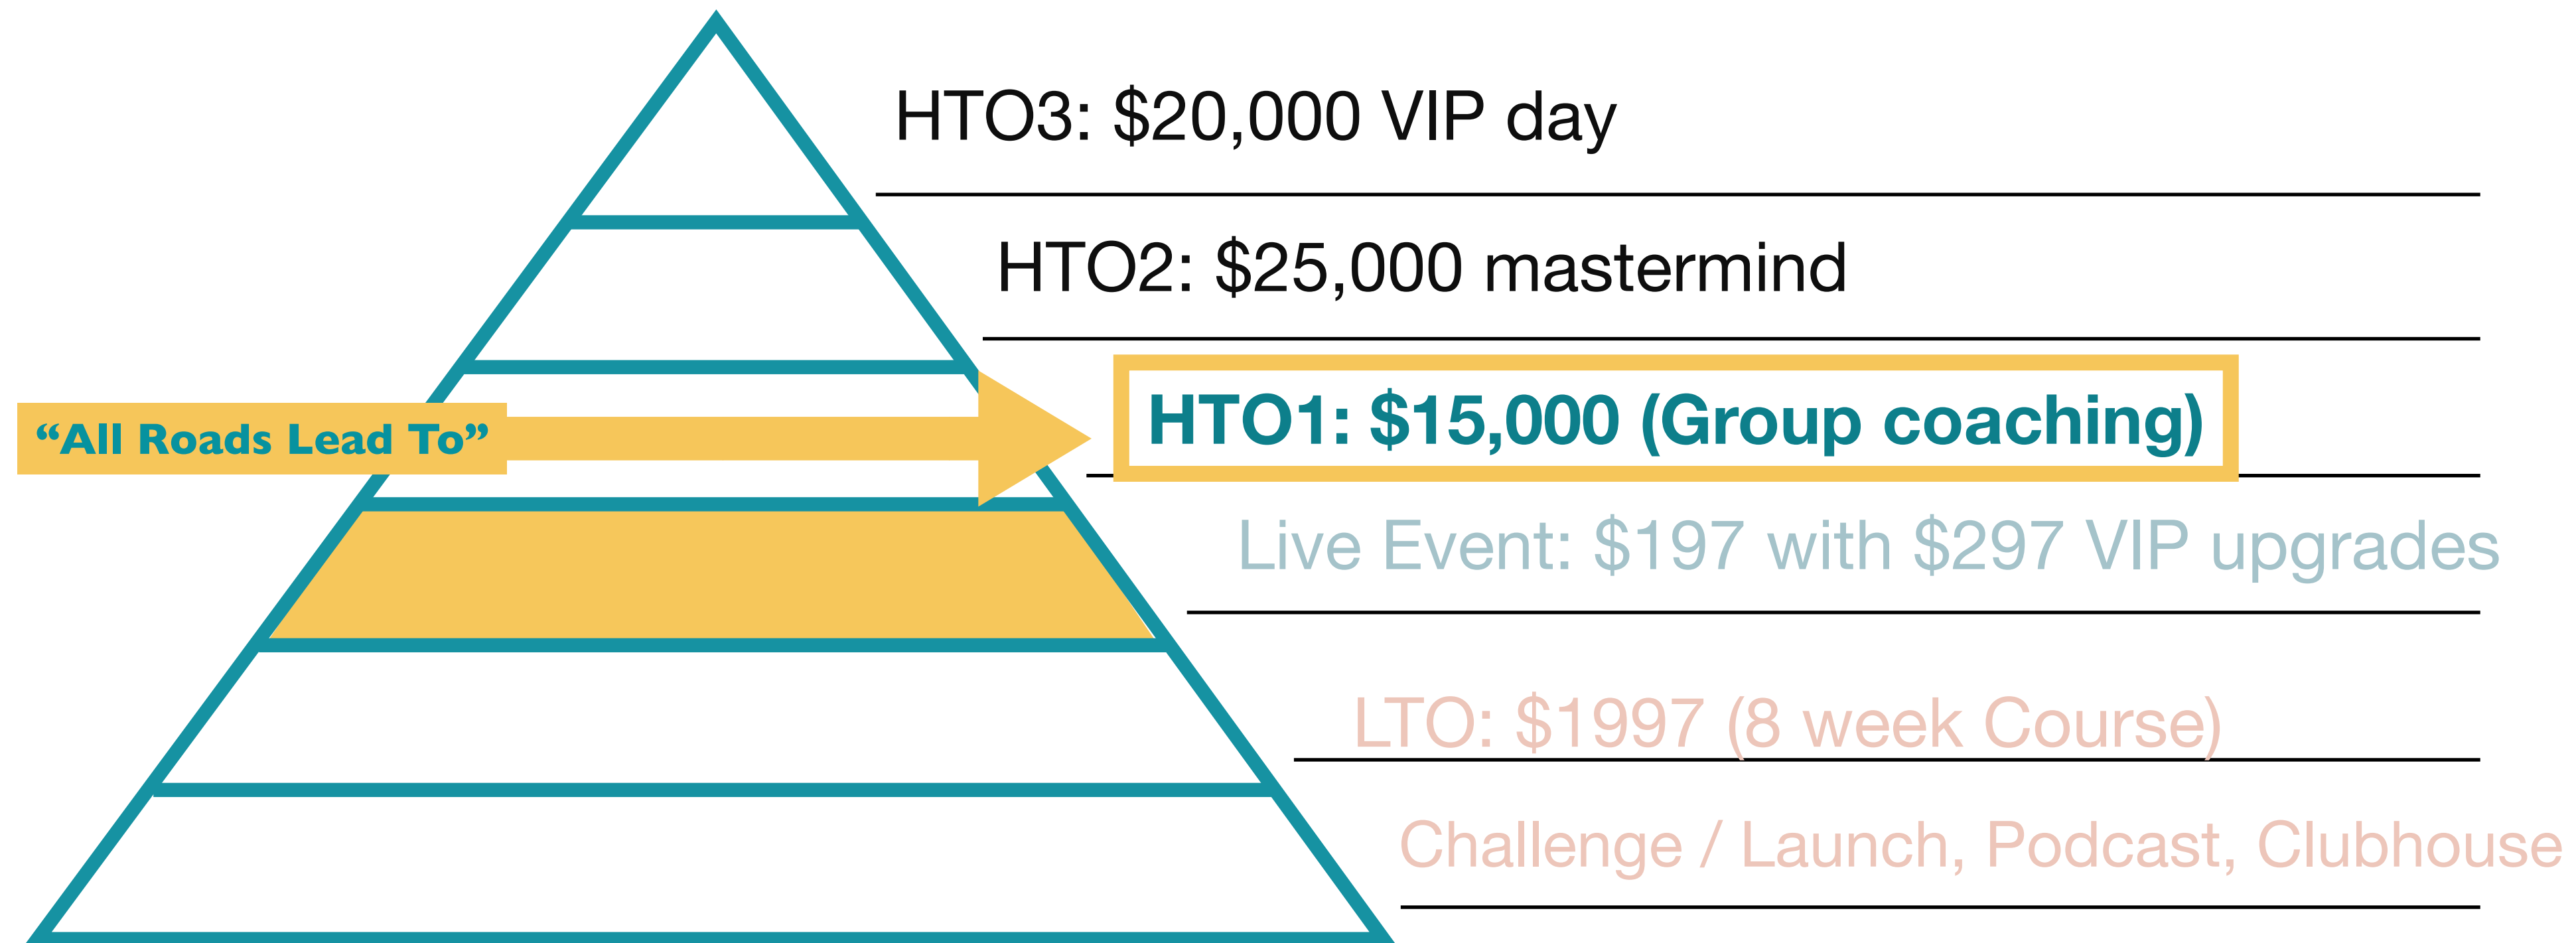 HTO3: $20,000 VIP day
HTO2: $25,000 mastermind
“All Roads Lead To”
HTO1: $15,000 (Group coaching)
Live Event: $197 with $297 VIP upgrades
LTO: $1997 (8 week Course)
Challenge / Launch, Podcast, Clubhouse